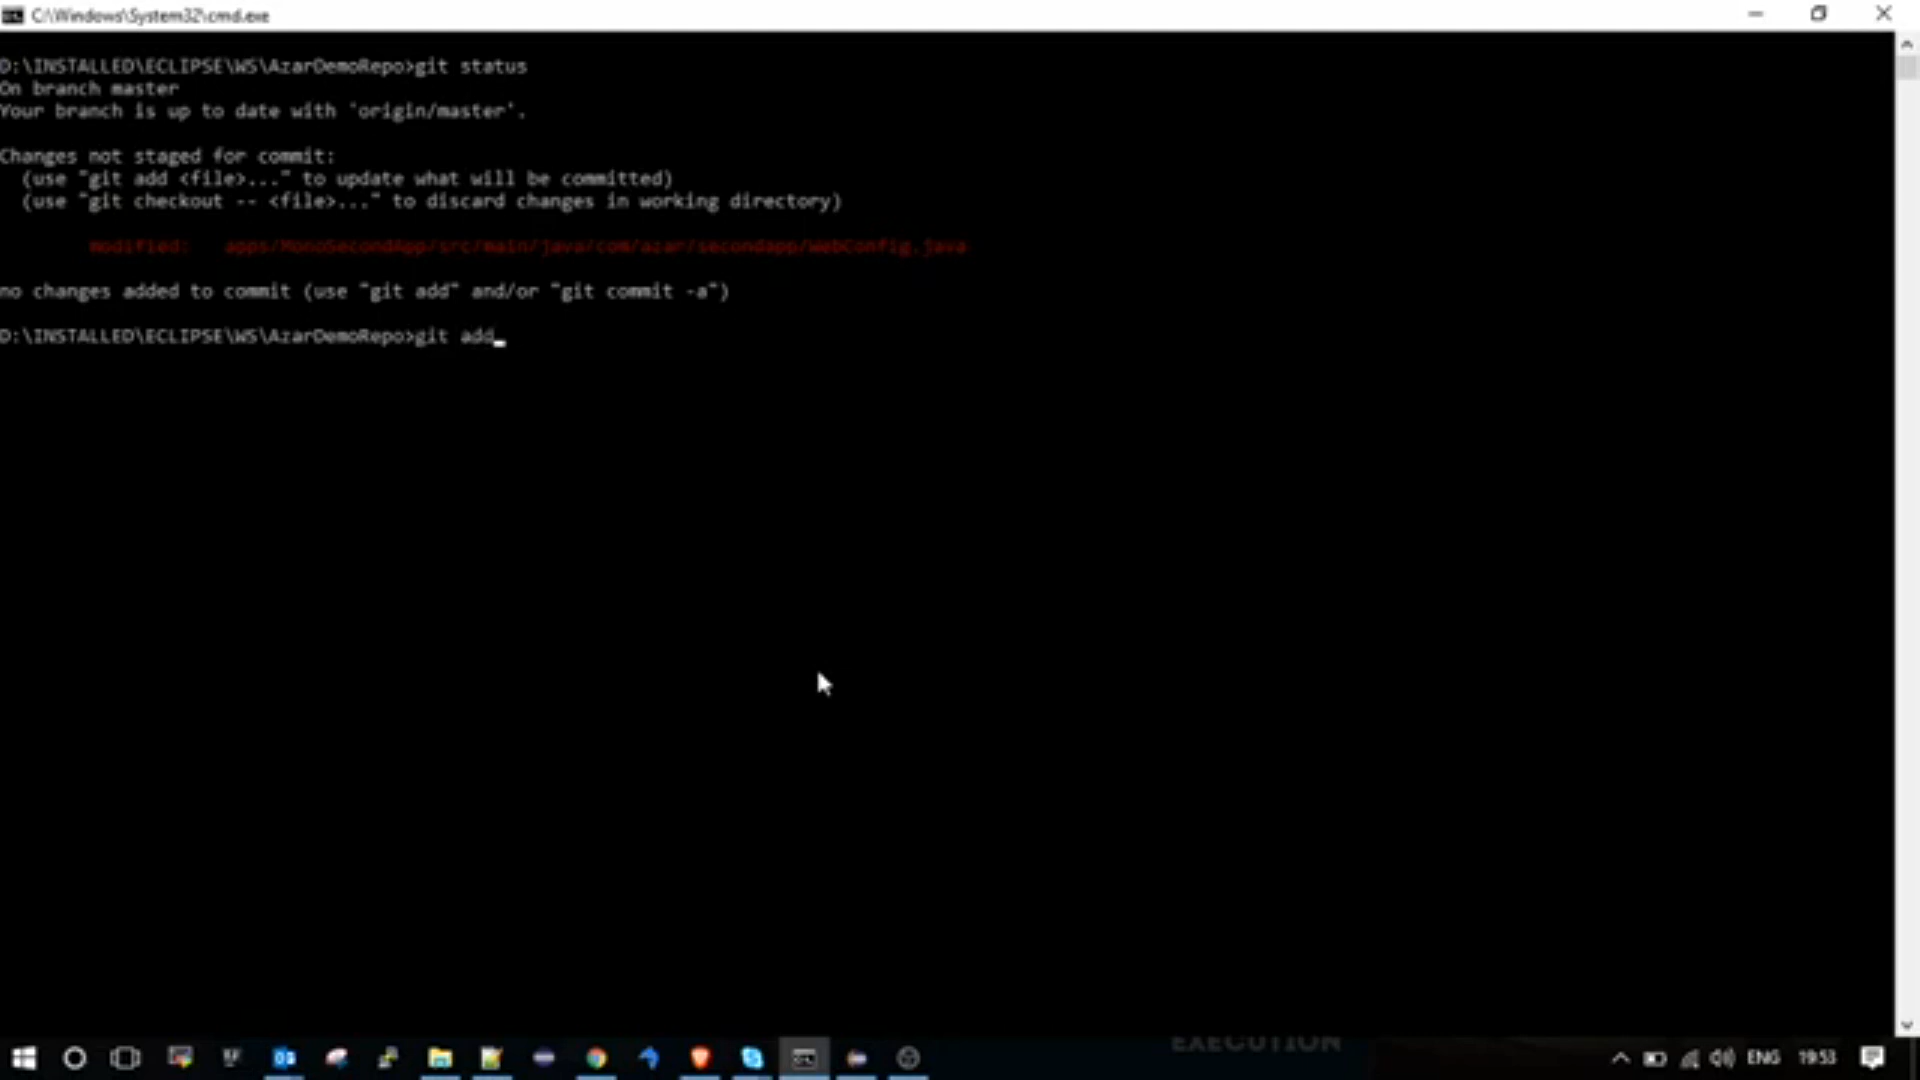 C:\Windows\System32\cmd.exe
D:\INSTALLED\ECLIPSE\WS\AzarDemoRepo>git status
On branch master
Your branch is up to date with 'origin/master'.
Changes not staged for commit:
(use "git add <file>..." to update what will be committed)
(use "git checkout -- <file>..." to discard changes in working directory)
modified: apps/MonoSecondApp/src/main/java/com/azar/secondapp/WebConfig.java
no changes added to commit (use "git add" and/or "git commit -a")
D:\INSTALLED\ECLIPSE\WS\AzarDemoRepo>git add
EXECUTION
ENG 19:53